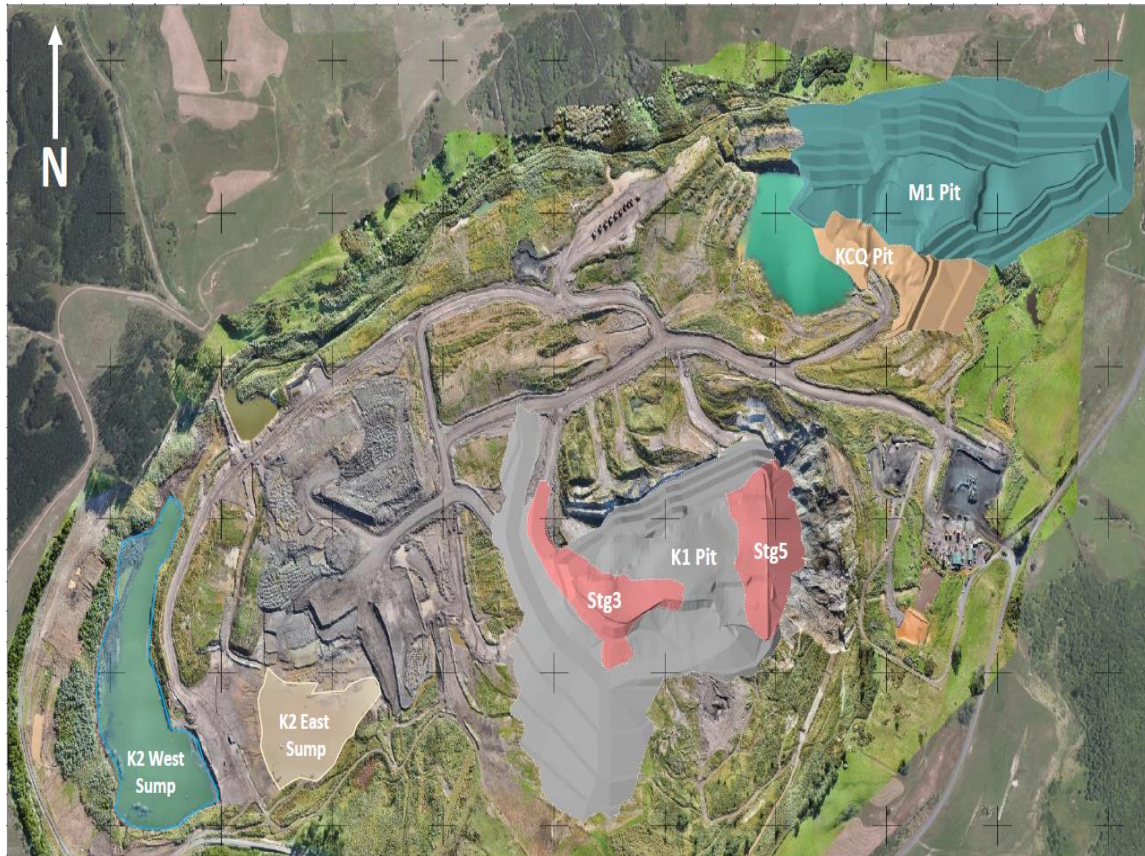 N
M1 Pit
KCQ Pit
K1 Pit
Stg5
Stg3
K2 East
Sump
K2 West
Sump